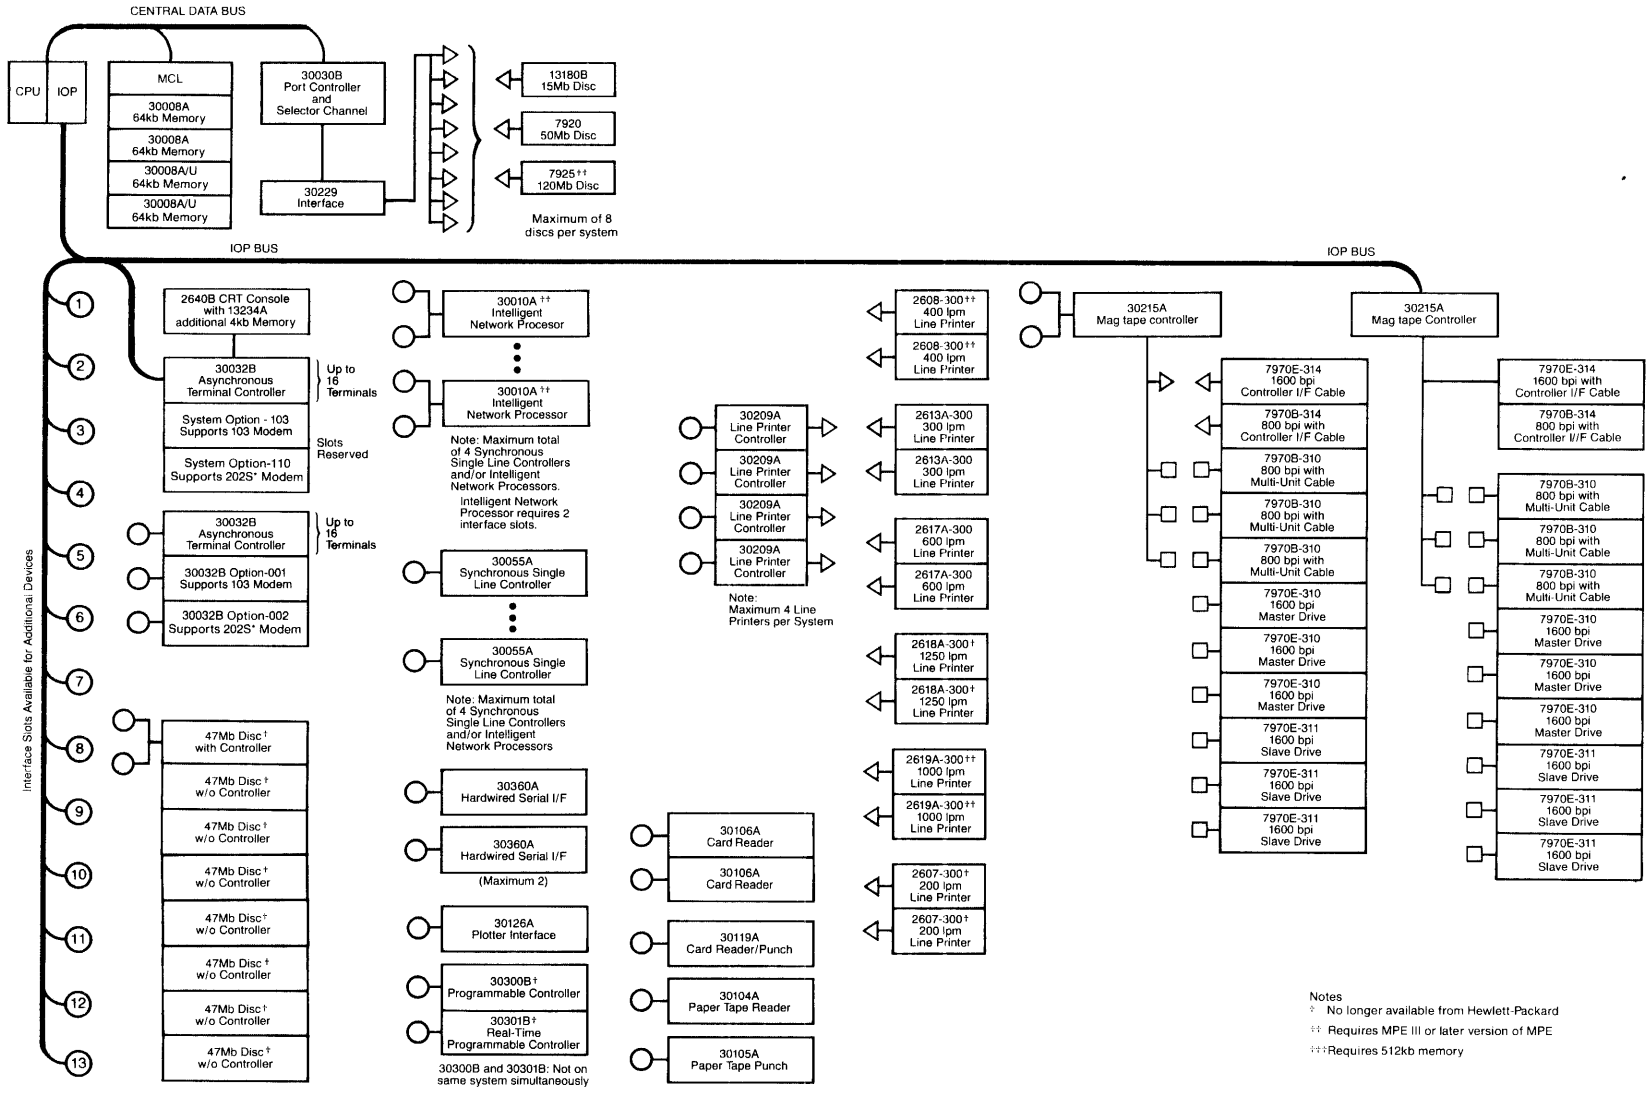 CENTRAL DATA BUS
CPU
IOP
MCL
30008A
64kb Memory
30008A
64kb Memory
30008A/U
64kb Memory
30008A/U
64kb Memory
30030B
Port Controller
and
Selector Channel
30229
Interface
13180B
15Mb Disc
7920
50Mb Disc
7925††
120Mb Disc
Maximum of 8
discs per system
IOP BUS
IOP BUS
Interface Slots Available for Additional Devices
1
2
3
4
5
6
7
8
9
10
11
12
13
2640B CRT Console
with 13234A
additional 4kb Memory
30032B
Asynchronous
Terminal Controller
Up to
16
Terminals
System Option - 103
Supports 103 Modem
System Option-110
Supports 202S* Modem
Slots
Reserved
30032B
Asynchronous
Terminal Controller
Up to
16
Terminals
30032B Option-001
Supports 103 Modem
30032B Option-002
Supports 202S* Modem
47Mb Disc†
with Controller
47Mb Disc†
w/o Controller
47Mb Disc†
w/o Controller
47Mb Disc†
w/o Controller
47Mb Disc†
w/o Controller
47Mb Disc†
w/o Controller
47Mb Disc†
w/o Controller
47Mb Disc†
w/o Controller
30010A††
Intelligent
Network Procesor
30010A††
Intelligent
Network Processor
Note: Maximum total
of 4 Synchronous
Single Line Controllers
and/or Intelligent
Network Processors.
Intelligent Network
Processor requires 2
interface slots.
30055A
Synchronous Single
Line Controller
30055A
Synchronous Single
Line Controller
Note: Maximum total
of 4 Synchronous
Single Line Controllers
and/or Intelligent
Network Processors
30360A
Hardwired Serial I/F
30360A
Hardwired Serial I/F
(Maximum 2)
30126A
Plotter Interface
30300B†
Programmable Controller
30301B†
Real-Time
Programmable Controller
30300B and 30301B: Not on
same system simultaneously
30209A
Line Printer
Controller
30209A
Line Printer
Controller
30209A
Line Printer
Controller
30209A
Line Printer
Controller
Note:
Maximum 4 Line
Printers per System
30106A
Card Reader
30106A
Card Reader
30119A
Card Reader/Punch
30104A
Paper Tape Reader
30105A
Paper Tape Punch
2608-300††
400 lpm
Line Printer
2608-300††
400 lpm
Line Printer
2613A-300
300 lpm
Line Printer
2613A-300
300 lpm
Line Printer
2617A-300
600 lpm
Line Printer
2617A-300
600 lpm
Line Printer
2618A-300†
1250 lpm
Line Printer
2618A-300†
1250 lpm
Line Printer
2619A-300††
1000 lpm
Line Printer
2619A-300††
1000 lpm
Line Printer
2607-300†
200 lpm
Line Printer
2607-300†
200 lpm
Line Printer
30215A
Mag tape controller
7970E-314
1600 bpi
Controller I/F Cable
7970B-314
800 bpi with
Controller I/F Cable
7970B-310
800 bpi with
Multi-Unit Cable
7970B-310
800 bpi with
Multi-Unit Cable
7970B-310
800 bpi with
Multi-Unit Cable
7970E-310
1600 bpi
Master Drive
7970E-310
1600 bpi
Master Drive
7970E-310
1600 bpi
Master Drive
7970E-311
1600 bpi
Slave Drive
7970E-311
1600 bpi
Slave Drive
7970E-311
1600 bpi
Slave Drive
30215A
Mag tape Controller
7970E-314
1600 bpi with
Controller I/F Cable
7970B-314
800 bpi with
Controller I//F Cable
7970B-310
800 bpi with
Multi-Unit Cable
7970B-310
800 bpi with
Multi-Unit Cable
7970B-310
800 bpi with
Multi-Unit Cable
7970E-310
1600 bpi
Master Drive
7970E-310
1600 bpi
Master Drive
7970E-310
1600 bpi
Master Drive
7970E-311
1600 bpi
Slave Drive
7970E-311
1600 bpi
Slave Drive
7970E-311
1600 bpi
Slave Drive
Notes
† No longer available from Hewlett-Packard
†† Requires MPE III or later version of MPE
†††Requires 512kb memory